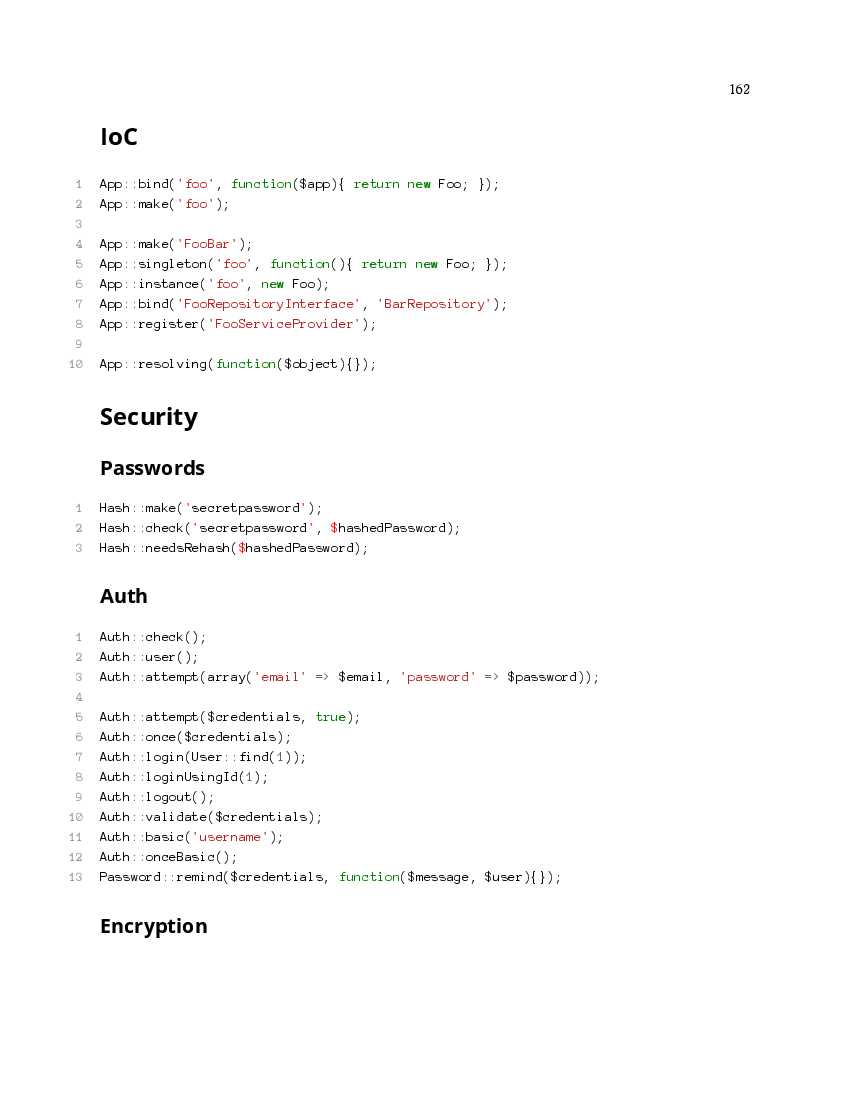 162
IoC
1 App::bind('foo', function($app){ return new Foo; });
2 App::make('foo');
3
4 App::make('FooBar');
5 App::singleton('foo', function(){ return new Foo; });
6 App::instance('foo', new Foo);
7 App::bind('FooRepositoryInterface', 'BarRepository');
8 App::register('FooServiceProvider');
9
10 App::resolving(function($object){});
Security
Passwords
1 Hash::make('secretpassword');
2 Hash::check('secretpassword', $hashedPassword);
3 Hash::needsRehash($hashedPassword);
Auth
1 Auth::check();
2 Auth::user();
3 Auth::attempt(array('email' => $email, 'password' => $password));
4
5 Auth::attempt($credentials, true);
6 Auth::once($credentials);
7 Auth::login(User::find(1));
8 Auth::loginUsingId(1);
9 Auth::logout();
10 Auth::validate($credentials);
11 Auth::basic('username');
12 Auth::onceBasic();
13 Password::remind($credentials, function($message, $user){});
Encryption